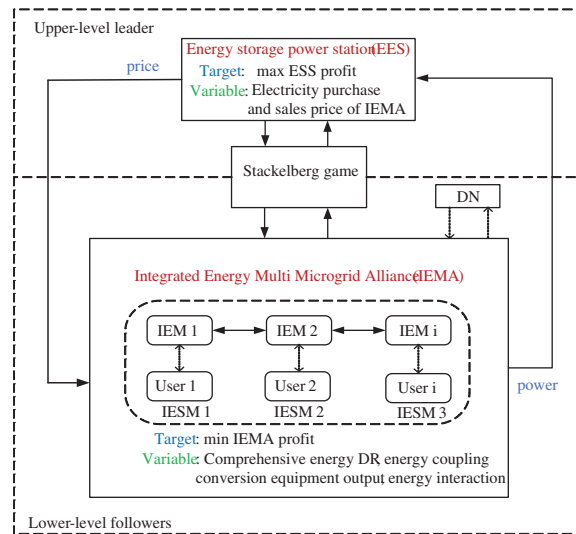 Upper-level leader
Energy storage power station(EES)
price
Target: max ESS profit
Variable: Electricity purchase
and sales price of IEMA
Stackelberg game
DN
Integrated Energy Multi Microgrid Alliance(IEMA)
IEM 1
IEM 2
IEM i
User 1
User 2
User i
IESM 1
IESM 2
IESM 3
power
Target: min IEMA profit
Variable: Comprehensive energy DR, energy coupling
conversion equipment output, energy interaction
Lower-level followers